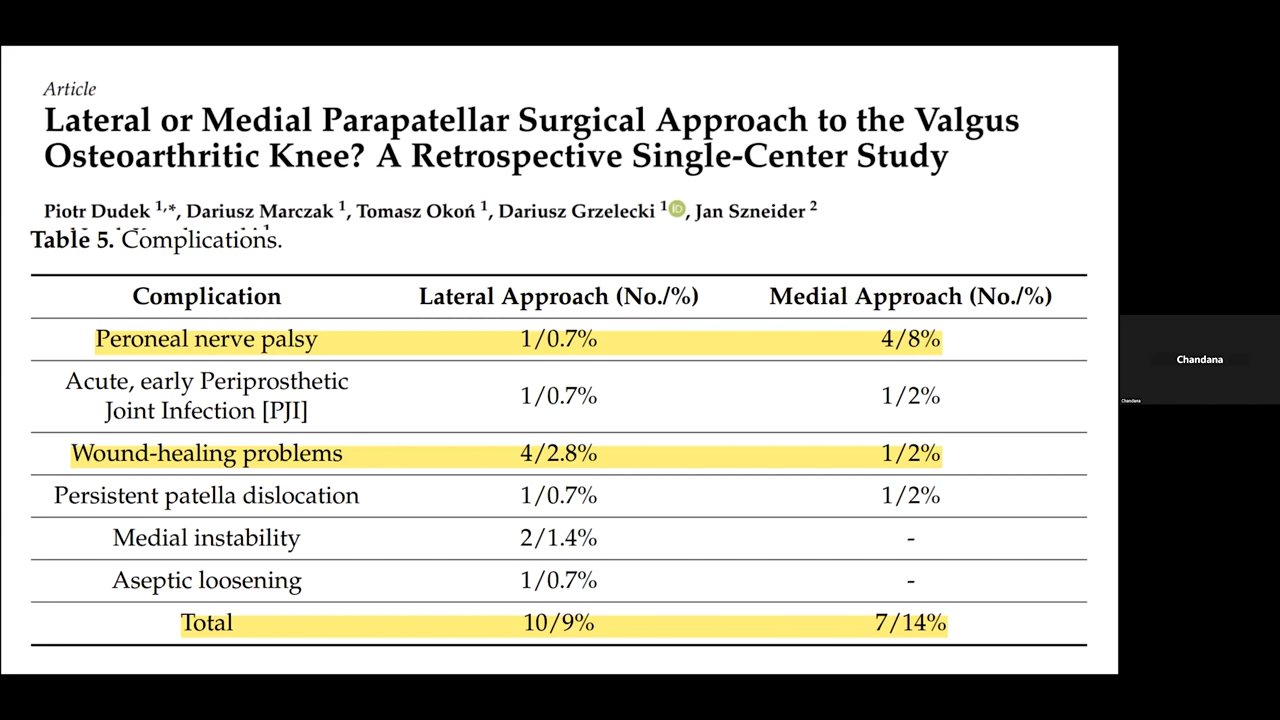 Article
Lateral or Medial Parapatellar Surgical Approach to the Valgus
Osteoarthritic Knee? A Retrospective Single-Center Study
Piotr Dudek 1,*, Dariusz Marczak 1, Tomasz Okoń 1, Dariusz Grzelecki 1 iD, Jan Szneider 2
Table 5. Complications.
Complication Lateral Approach (No./%) Medial Approach (No./%)
Peroneal nerve palsy 1/0.7% 4/8%
Acute, early Periprosthetic
Joint Infection [PJI] 1/0.7% 1/2%
Wound-healing problems 4/2.8% 1/2%
Persistent patella dislocation 1/0.7% 1/2%
Medial instability 2/1.4% -
Aseptic loosening 1/0.7% -
Total 10/9% 7/14%
Chandana
Chandana